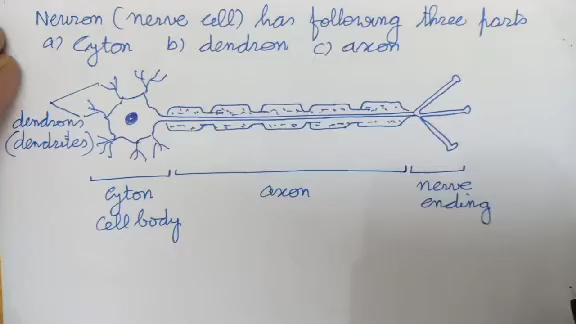 Neuron (nerve cell) has following three parts
a) Cyton b) dendron c) axon
dendrons
(dendrites)
Cyton
Cell body
axon
nerve
ending